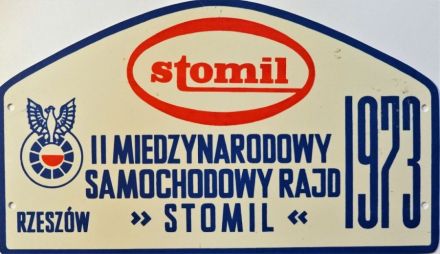 stomil
II MIEDZYNARODOWY
SAMOCHODOWY RAJD
RZESZÓW
» STOMIL «
1973